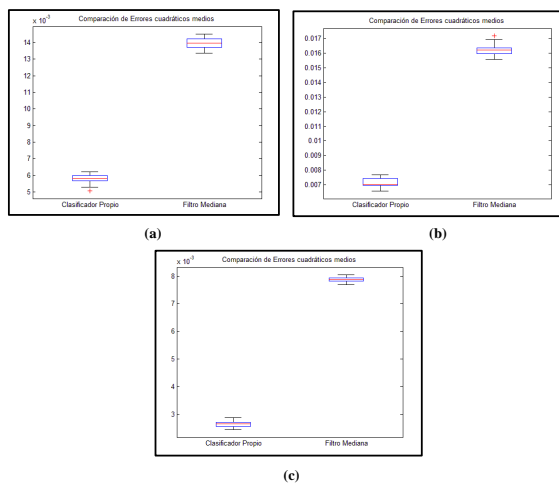 Comparación de Errores cuadráticos medios
x 10⁻³
14
13
12
11
10
9
8
7
6
5
Clasificador Propio Filtro Mediana
(a)
Comparación de Errores cuadráticos medios
0.017
0.016
0.015
0.014
0.013
0.012
0.011
0.01
0.009
0.008
0.007
Clasificador Propio Filtro Mediana
(b)
Comparación de Errores cuadráticos medios
x 10⁻³
8
7
6
5
4
3
Clasificador Propio Filtro Mediana
(c)